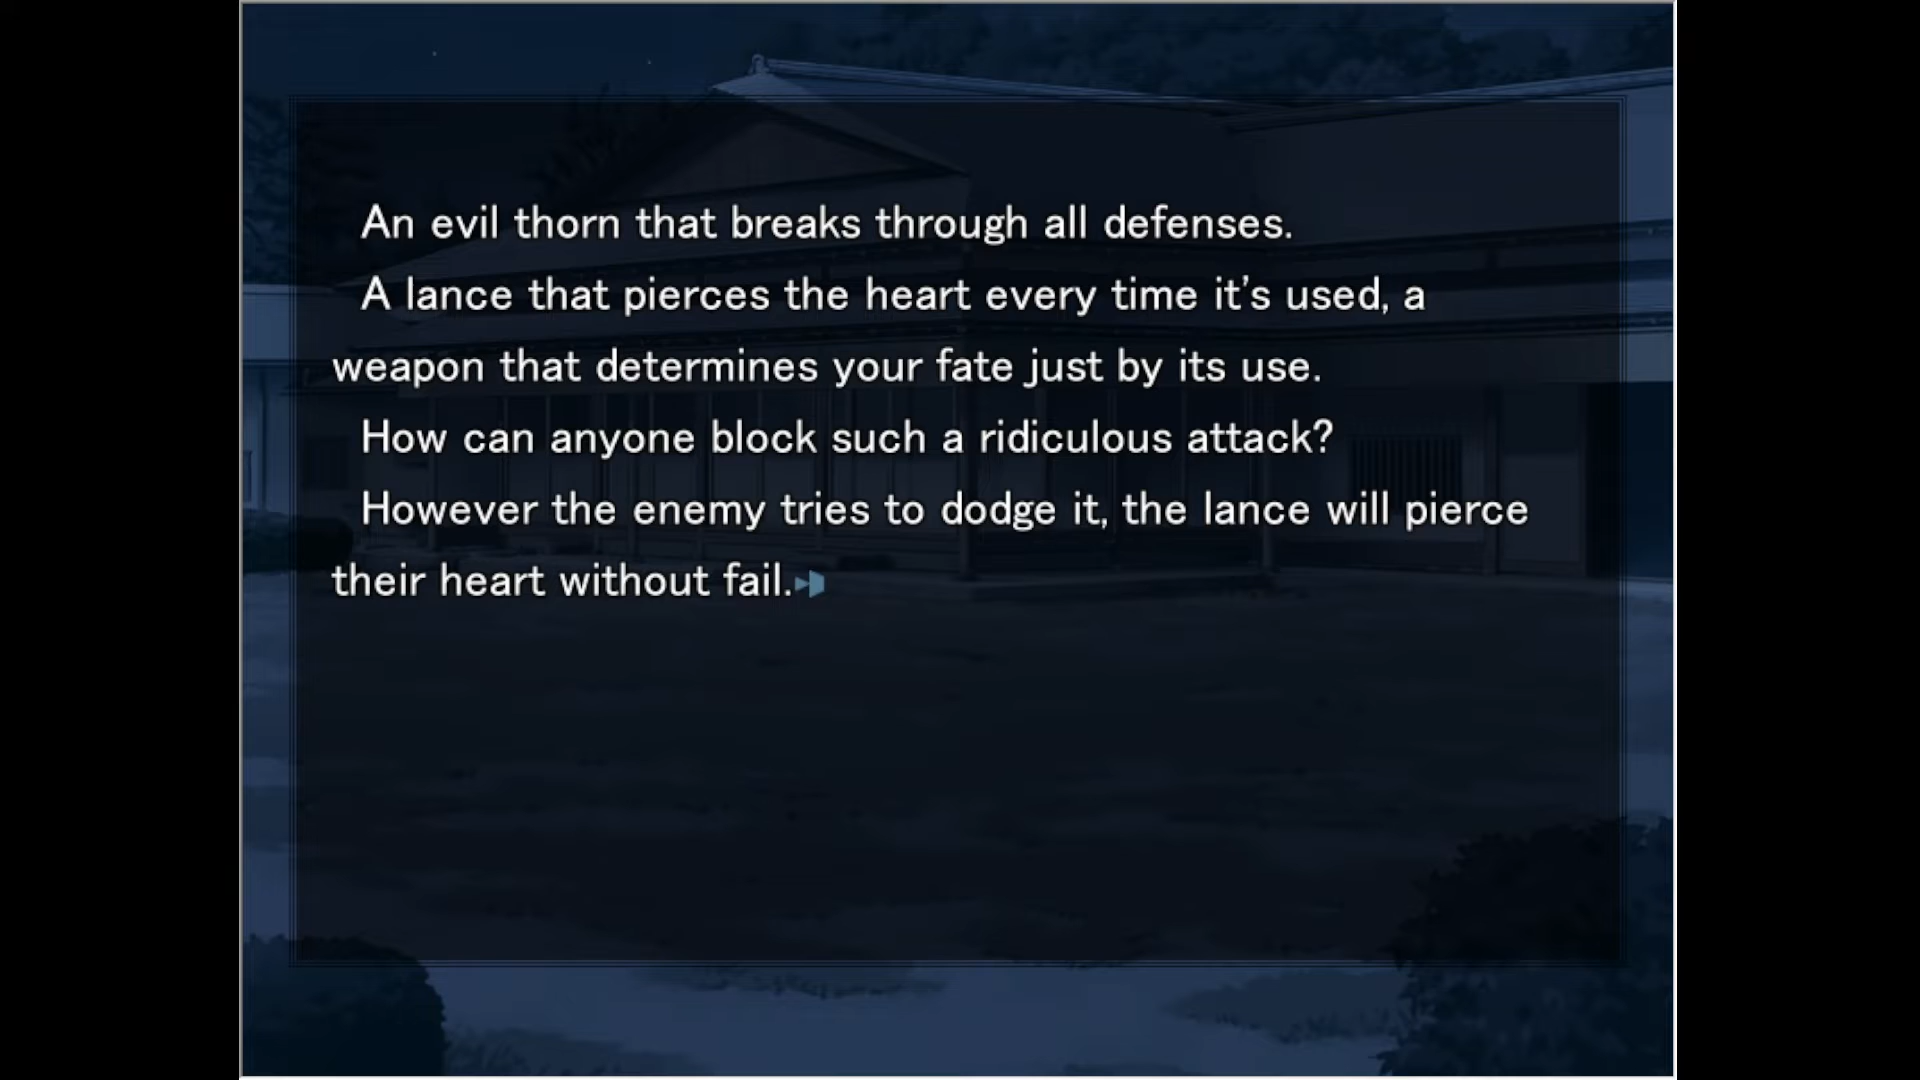 An evil thorn that breaks through all defenses.
A lance that pierces the heart every time it's used, a
weapon that determines your fate just by its use.
How can anyone block such a ridiculous attack?
However the enemy tries to dodge it, the lance will pierce
their heart without fail.